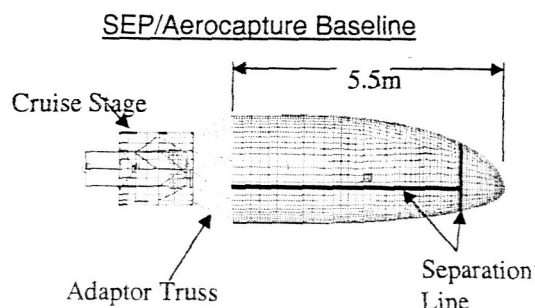 SEP/Aerocapture Baseline
5.5m
Cruise Stage
Adaptor Truss
Separation
Line